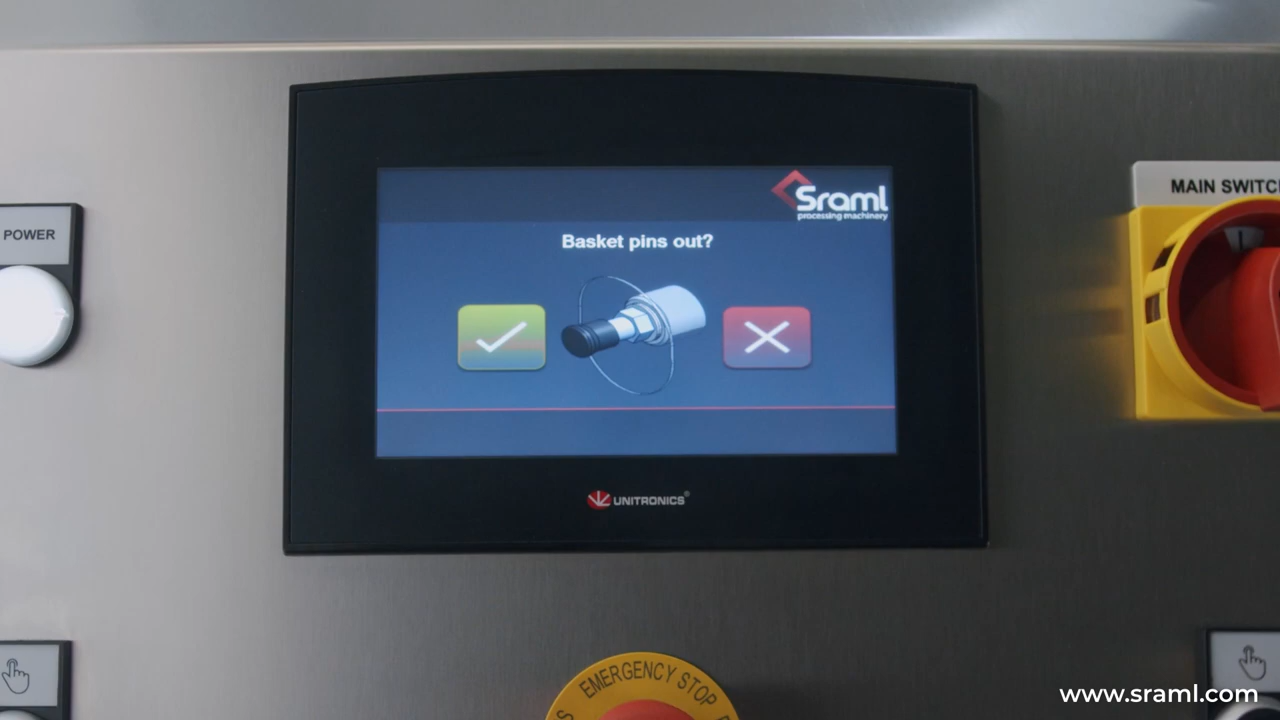 Sraml
processing machinery
MAIN SWITCH
POWER
Basket pins out?
UNITRONICS®
EMERGENCY STOP
www.sraml.com